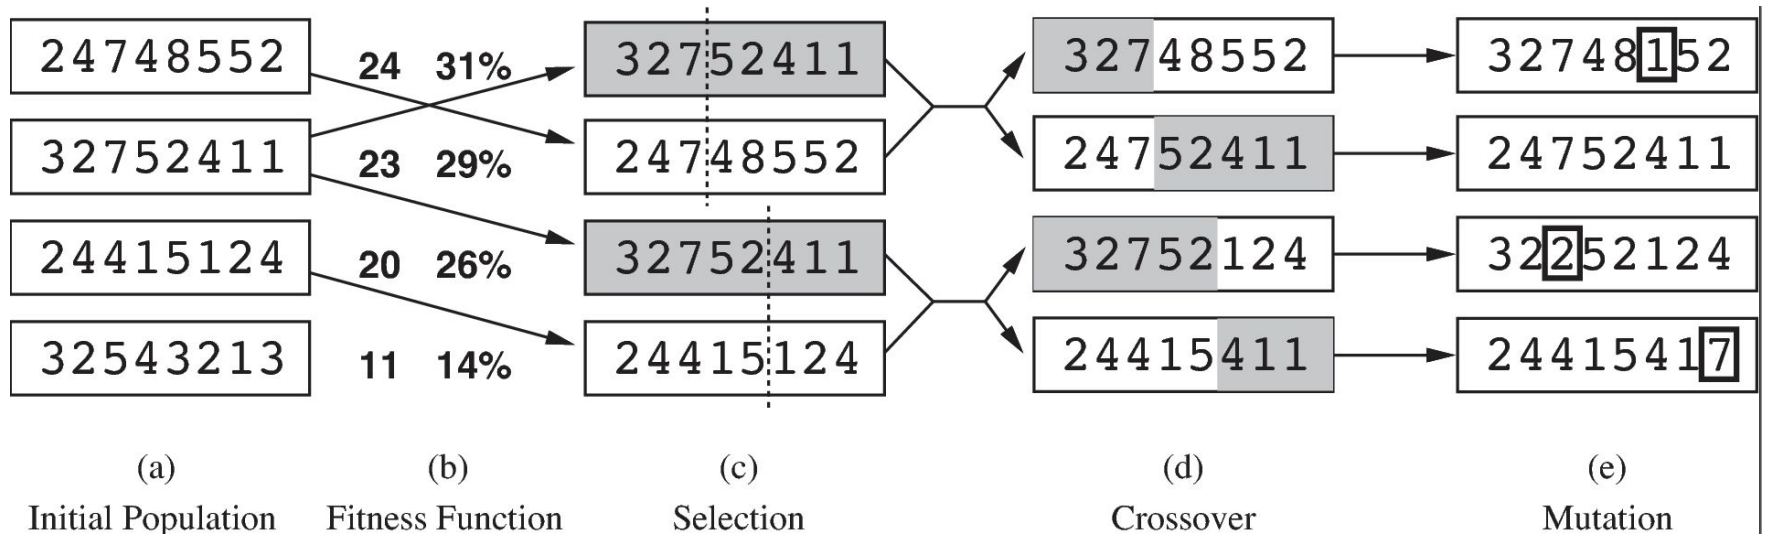 24748552 24 31% 32752411 32748552 32748152
32752411 23 29% 24748552 24752411 24752411
24415124 20 26% 32752411 32752124 32252124
32543213 11 14% 24415124 24415411 24415417
(a) (b) (c) (d) (e)
Initial Population Fitness Function Selection Crossover Mutation